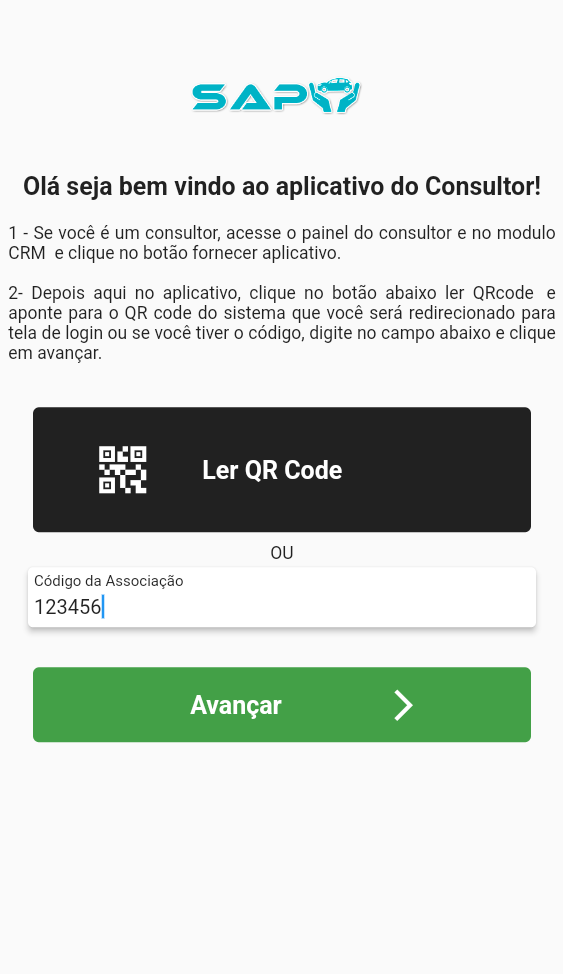 SAPV
Olá seja bem vindo ao aplicativo do Consultor!
1 - Se você é um consultor, acesse o painel do consultor e no modulo
CRM  e clique no botão fornecer aplicativo.
2- Depois aqui no aplicativo, clique no botão abaixo ler QRcode  e
aponte para o QR code do sistema que você será redirecionado para
tela de login ou se você tiver o código, digite no campo abaixo e clique
em avançar.
Ler QR Code
OU
Código da Associação
123456
Avançar